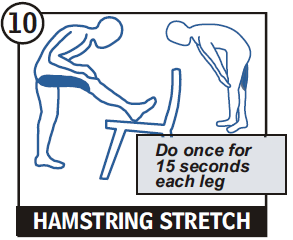 10
Do once for
15 seconds
each leg
HAMSTRING STRETCH